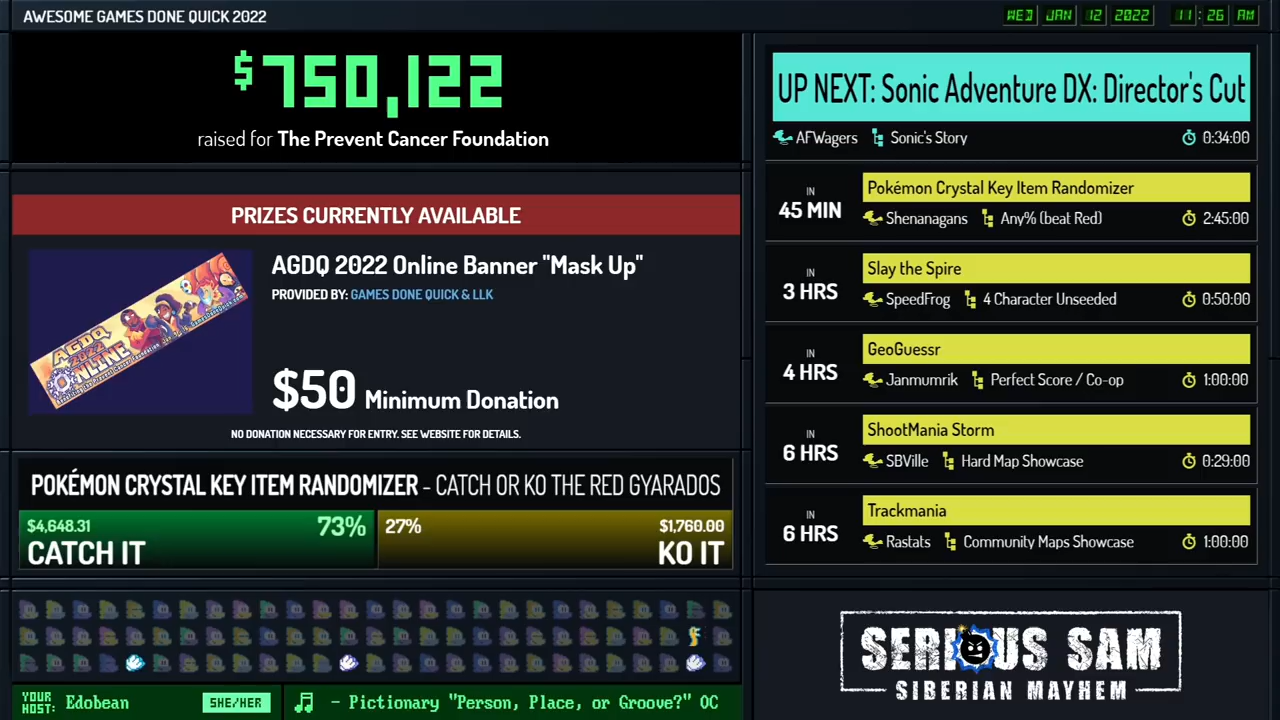 AWESOME GAMES DONE QUICK 2022
WED JAN 12 2022 11:26 AM
$750,122
raised for The Prevent Cancer Foundation
PRIZES CURRENTLY AVAILABLE
AGDQ 2022 ONLINE
AGDQ 2022 Online Banner "Mask Up"
PROVIDED BY: GAMES DONE QUICK & LLK
$50 Minimum Donation
NO DONATION NECESSARY FOR ENTRY. SEE WEBSITE FOR DETAILS.
POKÉMON CRYSTAL KEY ITEM RANDOMIZER - CATCH OR KO THE RED GYARADOS
$4,648.31 73% 27% $1,760.00
CATCH IT KO IT
YOUR HOST: Edobean SHE/HER
- Pictionary "Person, Place, or Groove?" OC
UP NEXT: Sonic Adventure DX: Director's Cut
AFWagers Sonic's Story 0:34:00
IN 45 MIN
Pokémon Crystal Key Item Randomizer
Shenanagans Any% (beat Red) 2:45:00
IN 3 HRS
Slay the Spire
SpeedFrog 4 Character Unseeded 0:50:00
IN 4 HRS
GeoGuessr
Janmumrik Perfect Score / Co-op 1:00:00
IN 6 HRS
ShootMania Storm
SBVille Hard Map Showcase 0:29:00
IN 6 HRS
Trackmania
Rastats Community Maps Showcase 1:00:00
SERIOUS SAM
SIBERIAN MAYHEM